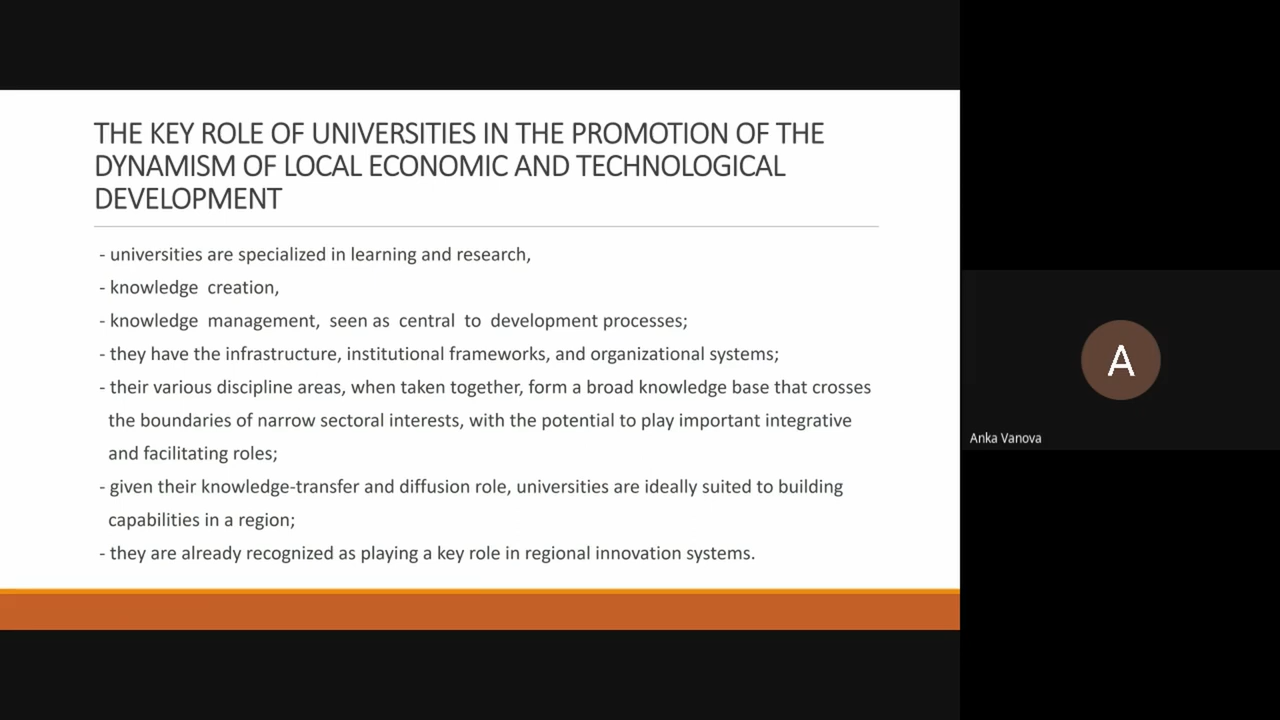 THE KEY ROLE OF UNIVERSITIES IN THE PROMOTION OF THE
DYNAMISM OF LOCAL ECONOMIC AND TECHNOLOGICAL
DEVELOPMENT
- universities are specialized in learning and research,
- knowledge creation,
- knowledge management, seen as central to development processes;
- they have the infrastructure, institutional frameworks, and organizational systems;
- their various discipline areas, when taken together, form a broad knowledge base that crosses
the boundaries of narrow sectoral interests, with the potential to play important integrative
and facilitating roles;
- given their knowledge-transfer and diffusion role, universities are ideally suited to building
capabilities in a region;
- they are already recognized as playing a key role in regional innovation systems.
A
Anka Vanova